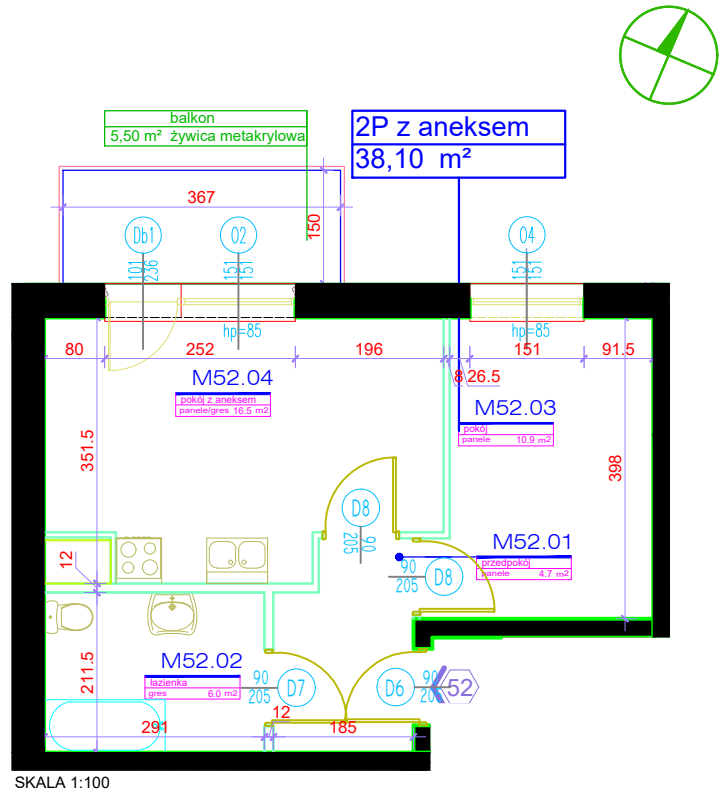 balkon
5,50 m² żywica metakrylowa
2P z aneksem
38,10 m²
367
150
Db1
101
236
O2
151
151
O4
151
151
hp=85
hp=85
80
252
196
8
26.5
151
91.5
M52.04
pokój z aneksem
panele/gres 16.5 m2
M52.03
pokój
panele 10.9 m2
351.5
398
D8
90
205
M52.01
przedpokój
panele 4.7 m2
90
205
D8
12
M52.02
łazienka
gres 6.0 m2
211.5
90
205
D7
D6
90
52
291
12
185
SKALA 1:100